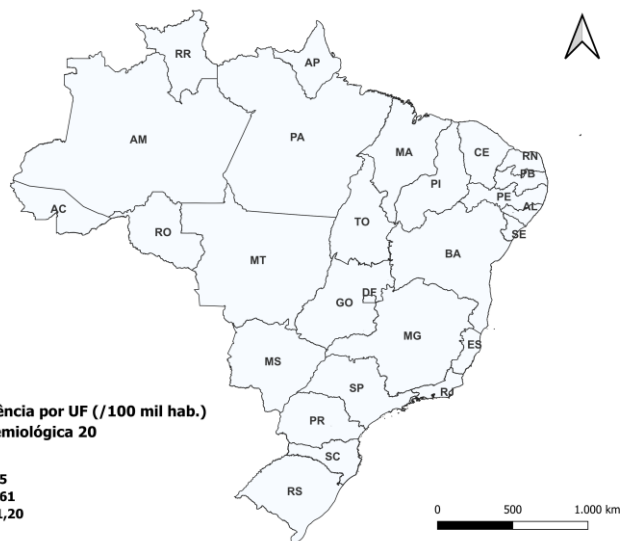 RR
AP
AM
PA
MA
CE
RN
PB
PI
PE
AL
AC
TO
SE
RO
BA
MT
DF
GO
MG
ES
MS
SP
RJ
ência por UF (/100 mil hab.)
emiológica 20
PR
SC
5
61
1,20
RS
0 500 1.000 km